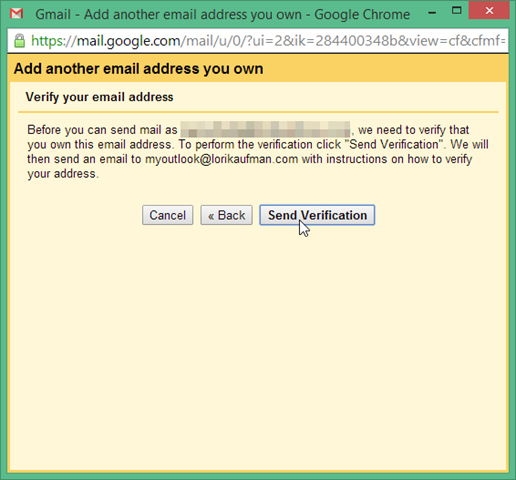 Gmail - Add another email address you own - Google Chrome
https://mail.google.com/mail/u/0/?ui=2&ik=284400348b&view=cf&cfmf=
Add another email address you own
Verify your email address
Before you can send mail as , we need to verify that
you own this email address. To perform the verification click "Send Verification". We will
then send an email to myoutlook@lorikaufman.com with instructions on how to verify
your address.
Cancel « Back Send Verification